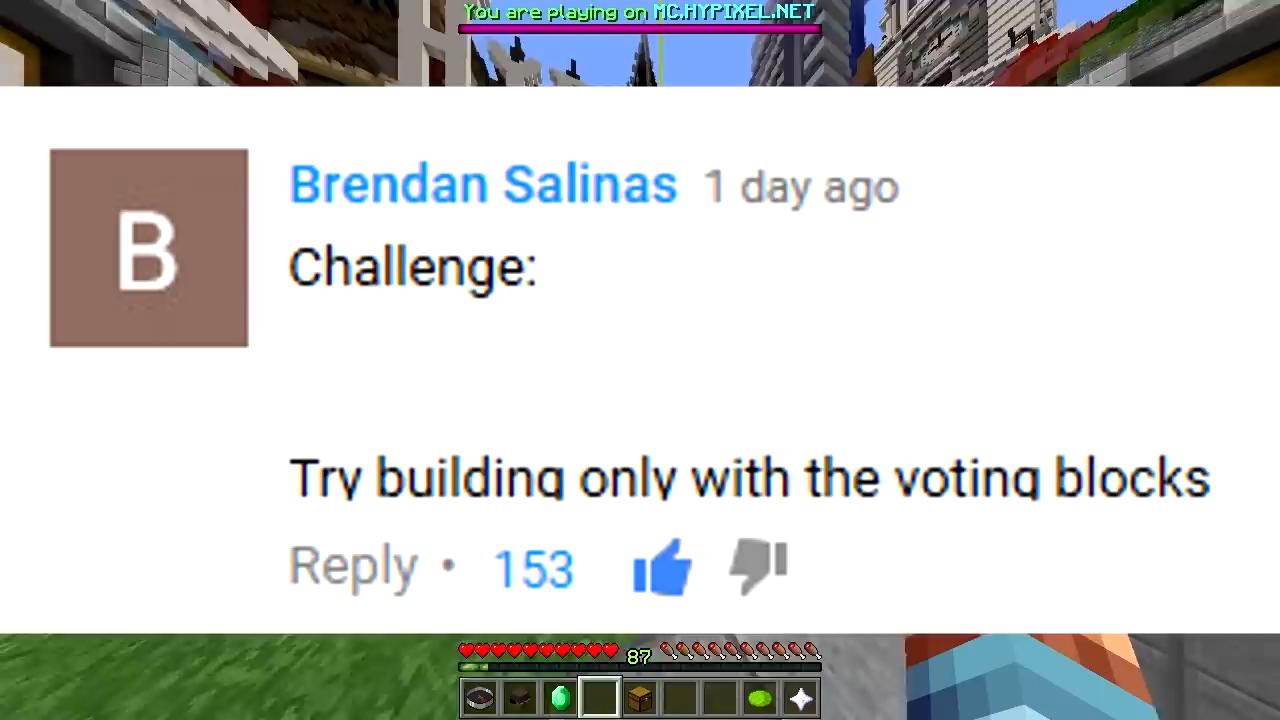 You are playing on MC.HYPIXEL.NET
B
Brendan Salinas 1 day ago
Challenge:
Try building only with the voting blocks
Reply • 153
87